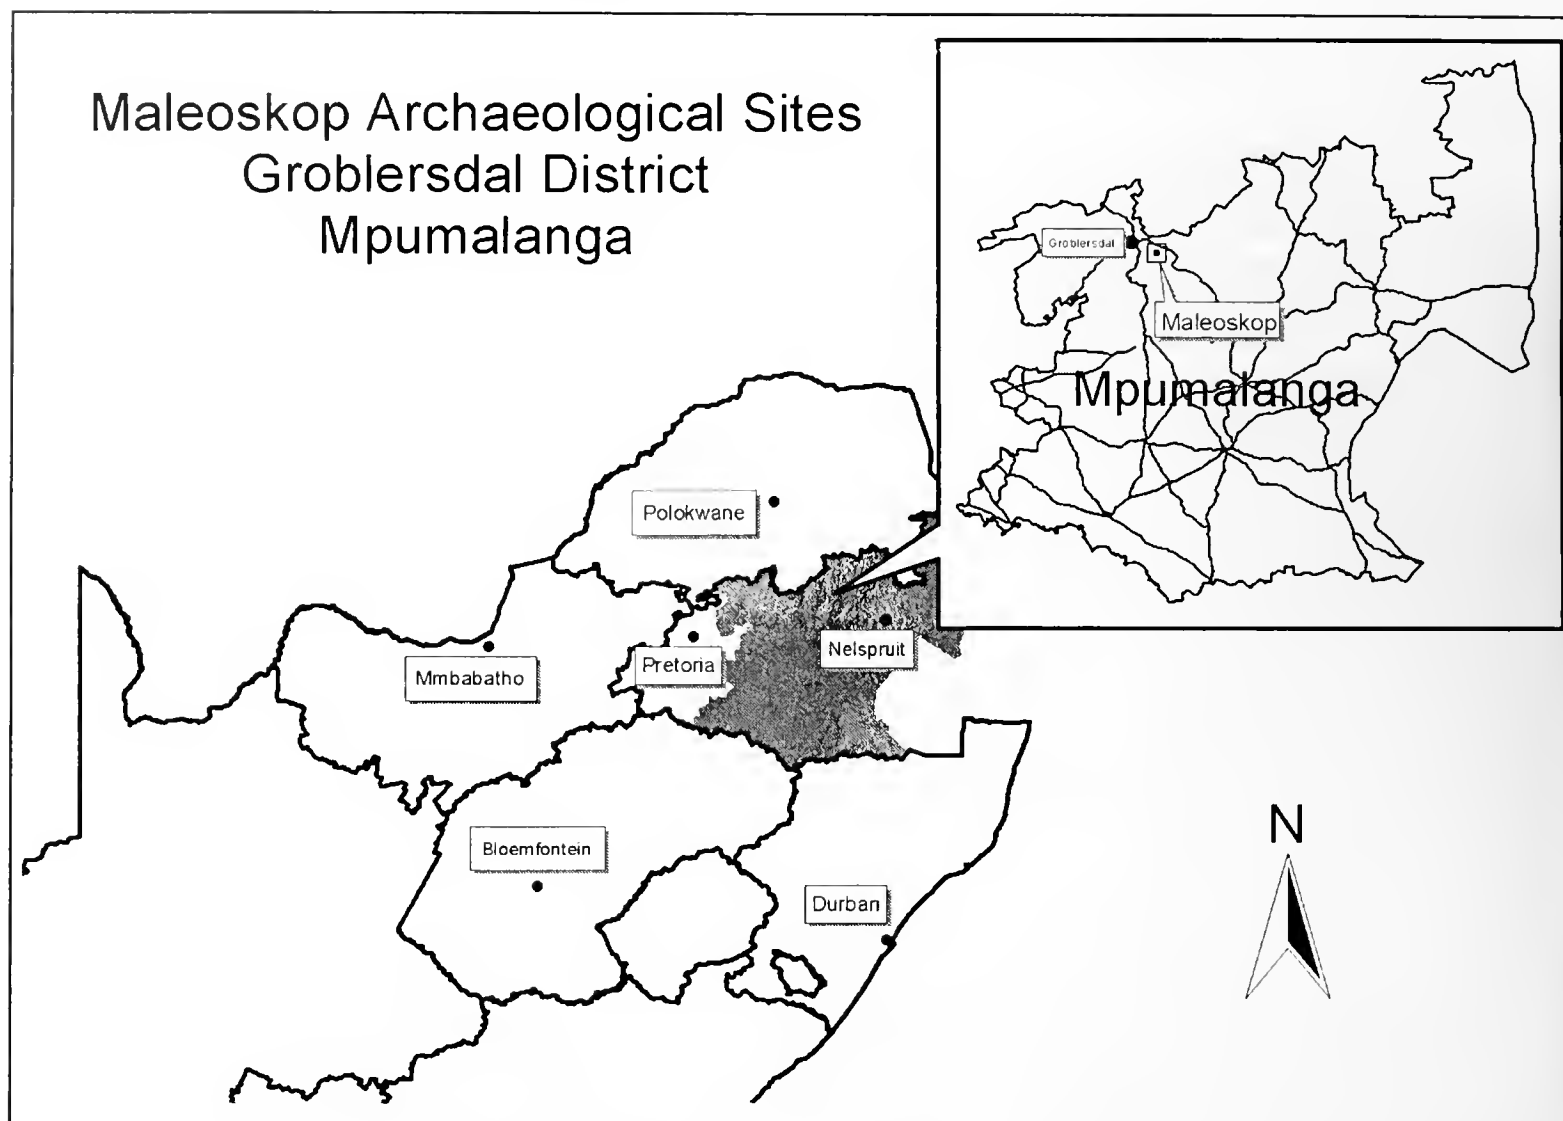 Maleoskop Archaeological Sites
Groblersdal District
Mpumalanga
Groblersdal
Maleoskop
Mpumalanga
Polokwane
Nelspruit
Pretoria
Mmbabatho
Bloemfontein
Durban
N